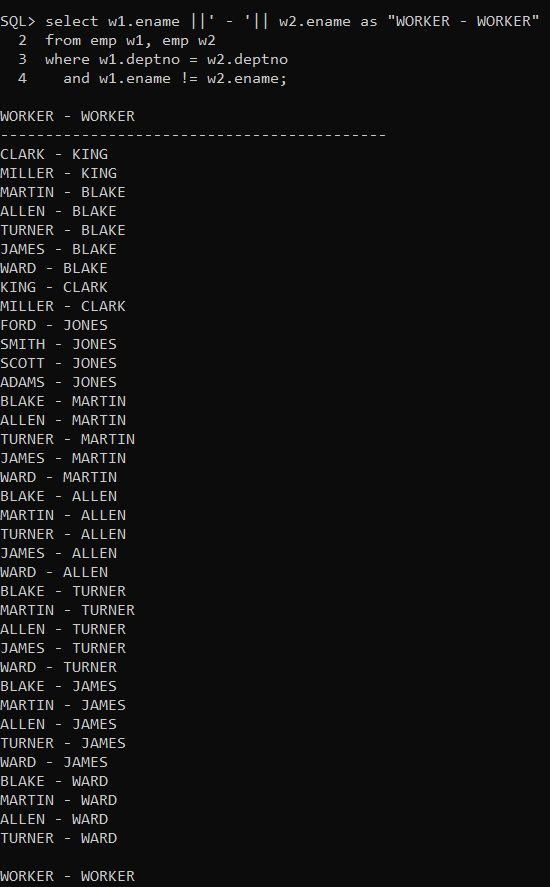 SQL> select w1.ename ||' - '|| w2.ename as "WORKER - WORKER"
  2  from emp w1, emp w2
  3  where w1.deptno = w2.deptno
  4    and w1.ename != w2.ename;
WORKER - WORKER
-------------------------------------------
CLARK - KING
MILLER - KING
MARTIN - BLAKE
ALLEN - BLAKE
TURNER - BLAKE
JAMES - BLAKE
WARD - BLAKE
KING - CLARK
MILLER - CLARK
FORD - JONES
SMITH - JONES
SCOTT - JONES
ADAMS - JONES
BLAKE - MARTIN
ALLEN - MARTIN
TURNER - MARTIN
JAMES - MARTIN
WARD - MARTIN
BLAKE - ALLEN
MARTIN - ALLEN
TURNER - ALLEN
JAMES - ALLEN
WARD - ALLEN
BLAKE - TURNER
MARTIN - TURNER
ALLEN - TURNER
JAMES - TURNER
WARD - TURNER
BLAKE - JAMES
MARTIN - JAMES
ALLEN - JAMES
TURNER - JAMES
WARD - JAMES
BLAKE - WARD
MARTIN - WARD
ALLEN - WARD
TURNER - WARD
WORKER - WORKER